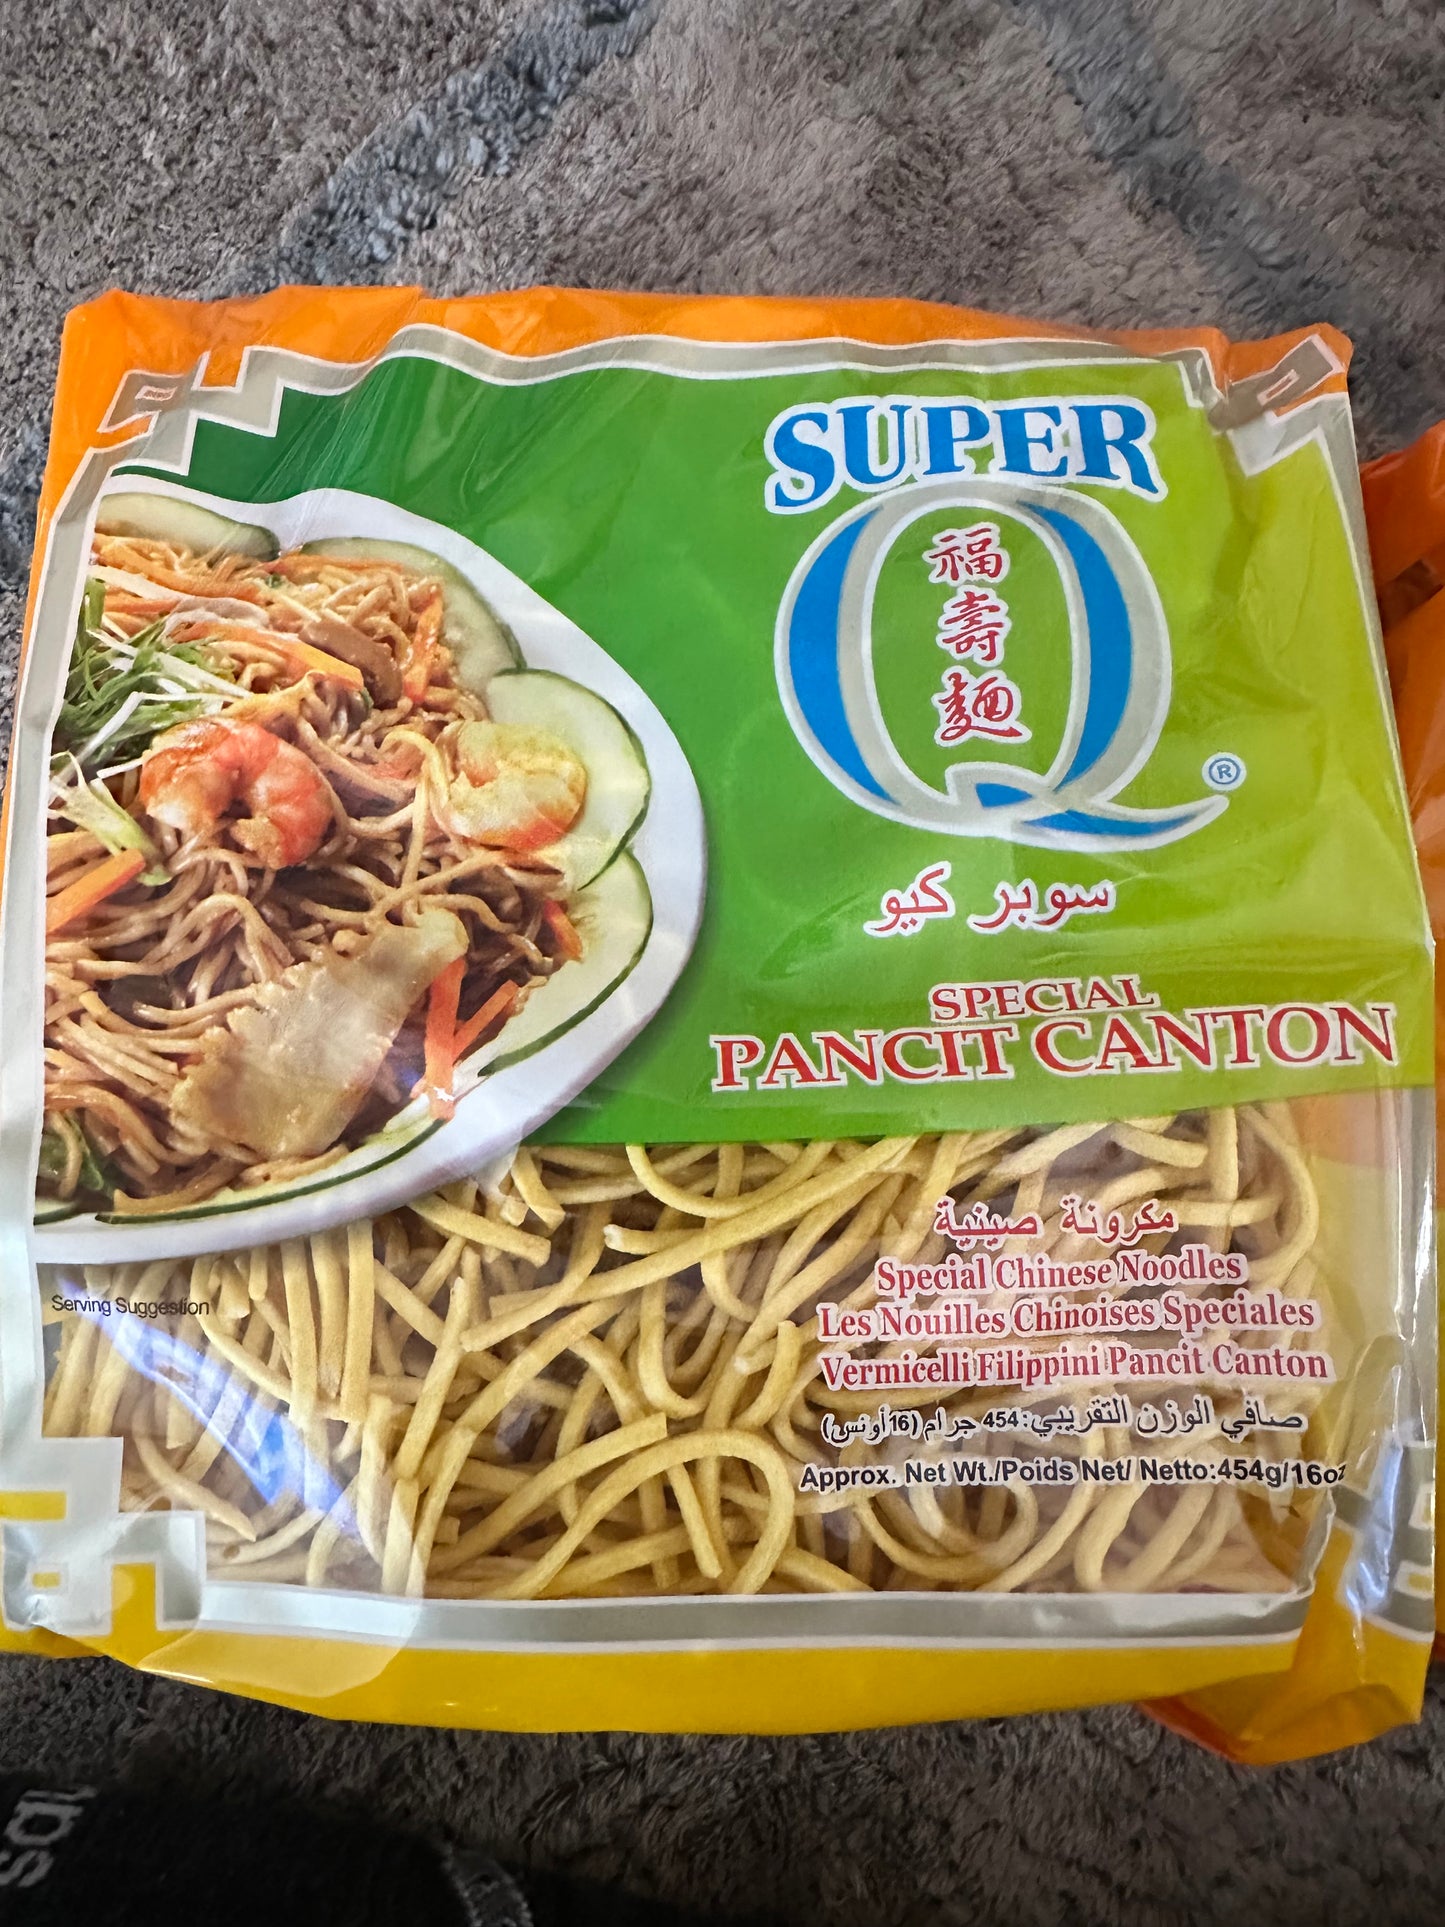 SUPER
Q
福
壽
麵
®
سوبر كيو
SPECIAL
PANCIT CANTON
مكرونة صينية
Special Chinese Noodles
Les Nouilles Chinoises Speciales
Vermicelli Filippini Pancit Canton
صافي الوزن التقريبي: 454 جرام (16 أونس)
Approx. Net Wt./Poids Net/ Netto:454g/16oz
Serving Suggestion